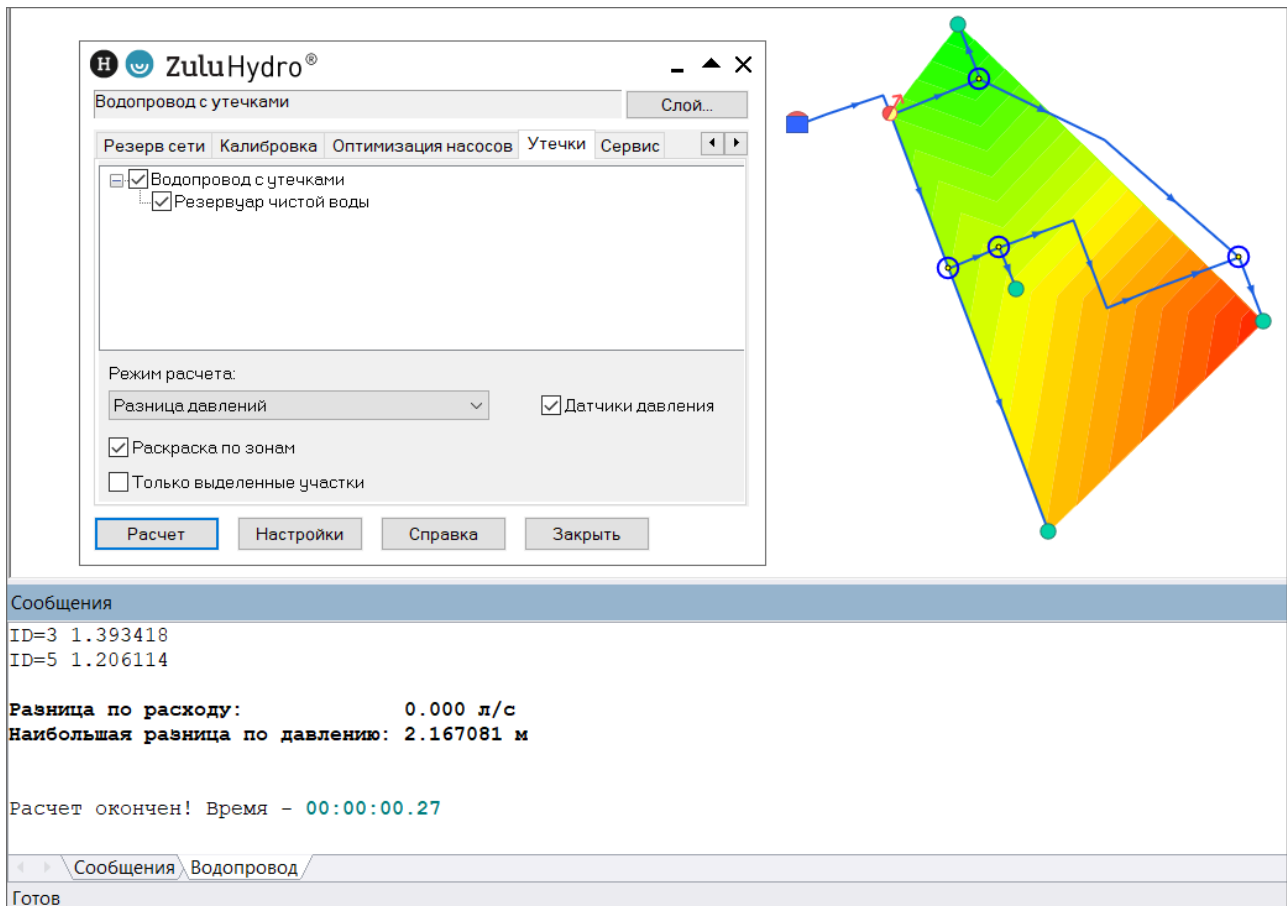 H ZuluHydro®
Водопровод с утечками
Слой...
Резерв сети Калибровка Оптимизация насосов Утечки Сервис
Водопровод с утечками
Резервуар чистой воды
Режим расчета:
Разница давлений
Датчики давления
Раскраска по зонам
Только выделенные участки
Расчет Настройки Справка Закрыть
Сообщения
ID=3 1.393418
ID=5 1.206114
Разница по расходу: 0.000 л/с
Наибольшая разница по давлению: 2.167081 м
Расчет окончен! Время - 00:00:00.27
Сообщения Водопровод
Готов